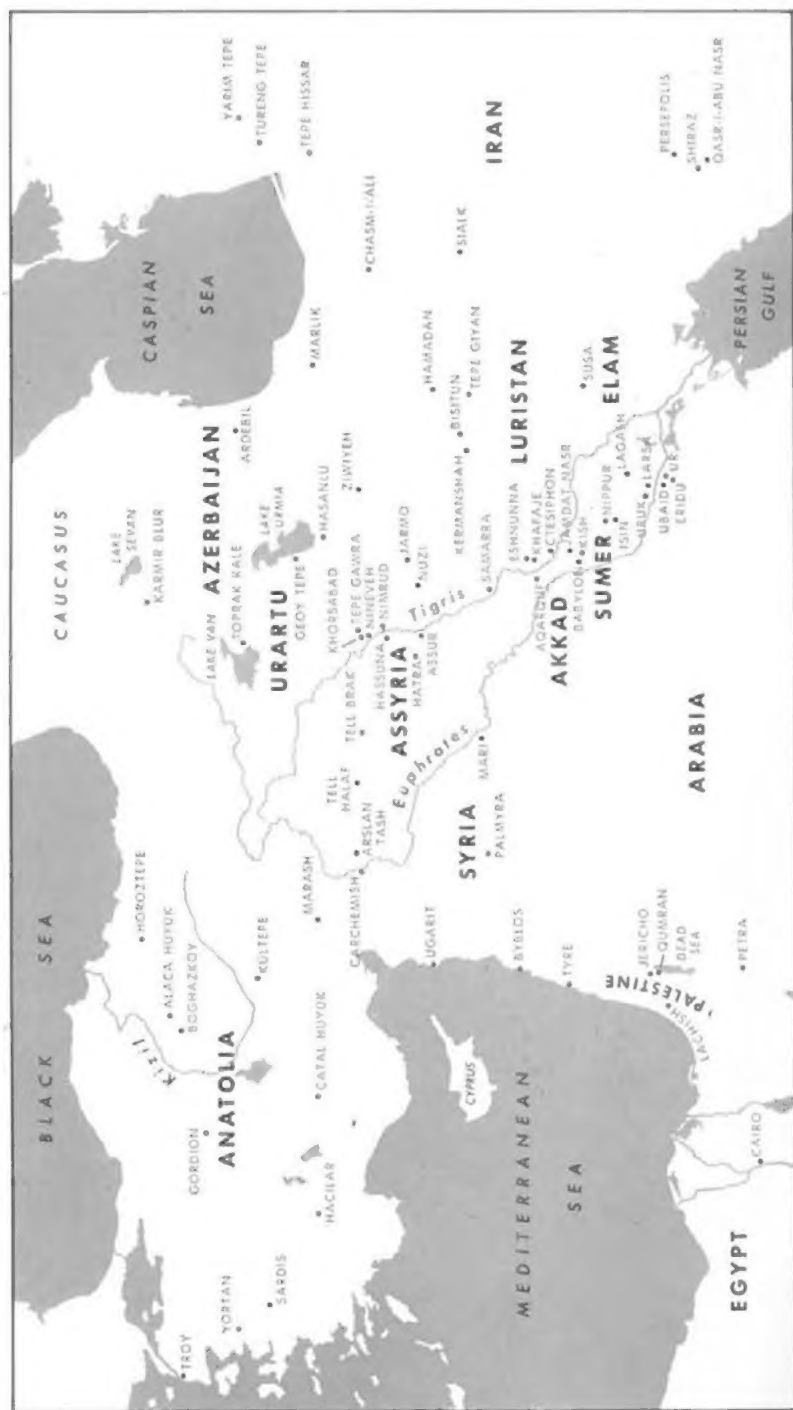 BLACK SEA
CAUCASUS
CASPIAN
SEA
TROY
YORTAN
SARDIS
GORDION
ANATOLIA
Kizil
HOROZTEPE
ALACA HUYUK
BOGHAZKOY
KULTEPE
HACILAR
CATAL HUYUK
MARASH
LAKE
SEVAN
KARMIR BLUR
LAKE VAN
TOPRAK KALE
URARTU
AZERBAIJAN
ARDEBIL
LAKE
URMIA
GEOY TEPE
HASANLU
MARLIK
YARIM TEPE
TURENG TEPE
TEPE HISSAR
CARCHEMISH
ARSLAN
TASH
TELL
HALAF
TELL BRAK
KHORSABAD
TEPE GAWRA
NINEVEH
NIMRUD
HASSUNA
HATRA
ASSUR
ASSYRIA
ZIWIYEH
JARMO
NUZI
CHASM-I-ALI
HAMADAN
BISITUN
KERMANSHAH
TEPE GIYAN
SIALK
IRAN
UGARIT
CYPRUS
MEDITERRANEAN
SEA
BYBLOS
TYRE
SYRIA
PALMYRA
Euphrates
MARI
Tigris
SAMARRA
LURISTAN
ESHNUNNA
KHAFAJE
CTESIPHON
JAMDAT NASR
AQARQUF
BABYLON
KISH
AKKAD
SUMER
NIPPUR
ISIN
LAGASH
URUK
LARSA
UBAID
UR
ERIDU
SUSA
ELAM
PERSEPOLIS
SHIRAZ
QASR-I-ABU NASR
PERSIAN
GULF
ARABIA
JERICHO
QUMRAN
DEAD
SEA
PALESTINE
LACHISH
PETRA
CAIRO
EGYPT